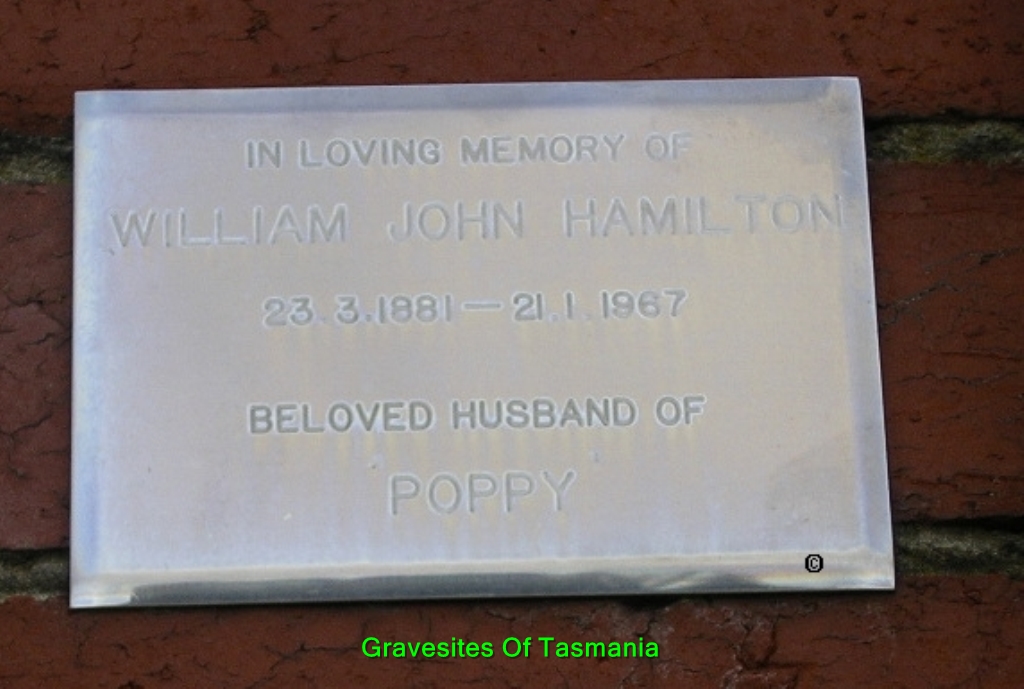 IN LOVING MEMORY OF
WILLIAM JOHN HAMILTON
23.3.1881 — 21.1.1967
BELOVED HUSBAND OF
POPPY
©
Gravesites Of Tasmania